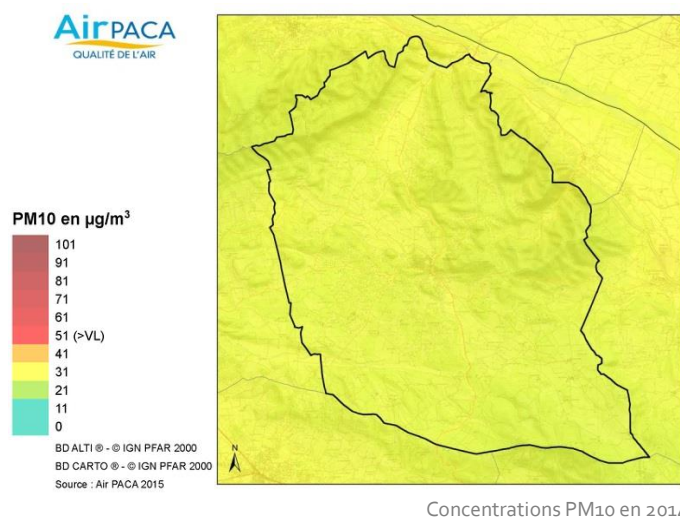 AirPACA
QUALITÉ DE L'AIR
PM10 en µg/m³
101
91
81
71
61
51 (>VL)
41
31
21
11
0
BD ALTI ® - © IGN PFAR 2000
BD CARTO ® - © IGN PFAR 2000
Source : Air PACA 2015
N
Concentrations PM10 en 2014